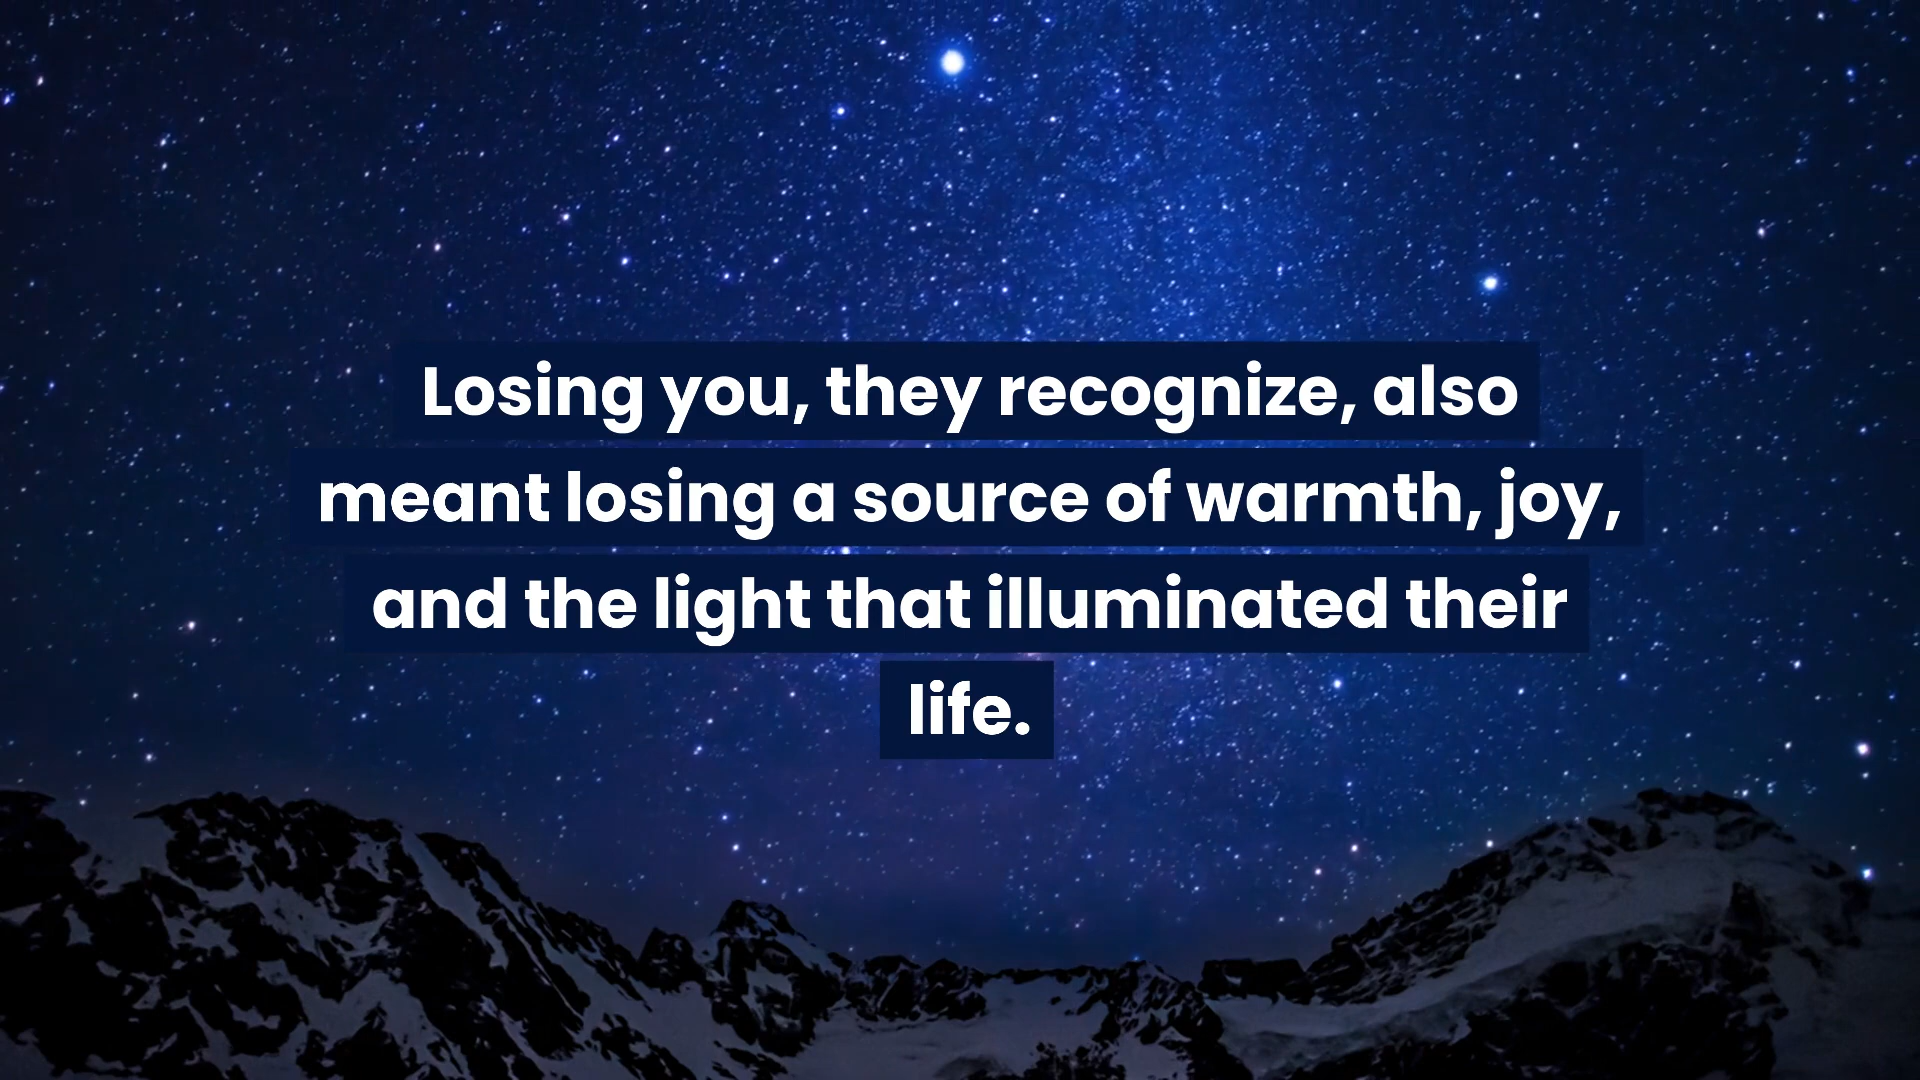 Losing you, they recognize, also
meant losing a source of warmth, joy,
and the light that illuminated their
life.